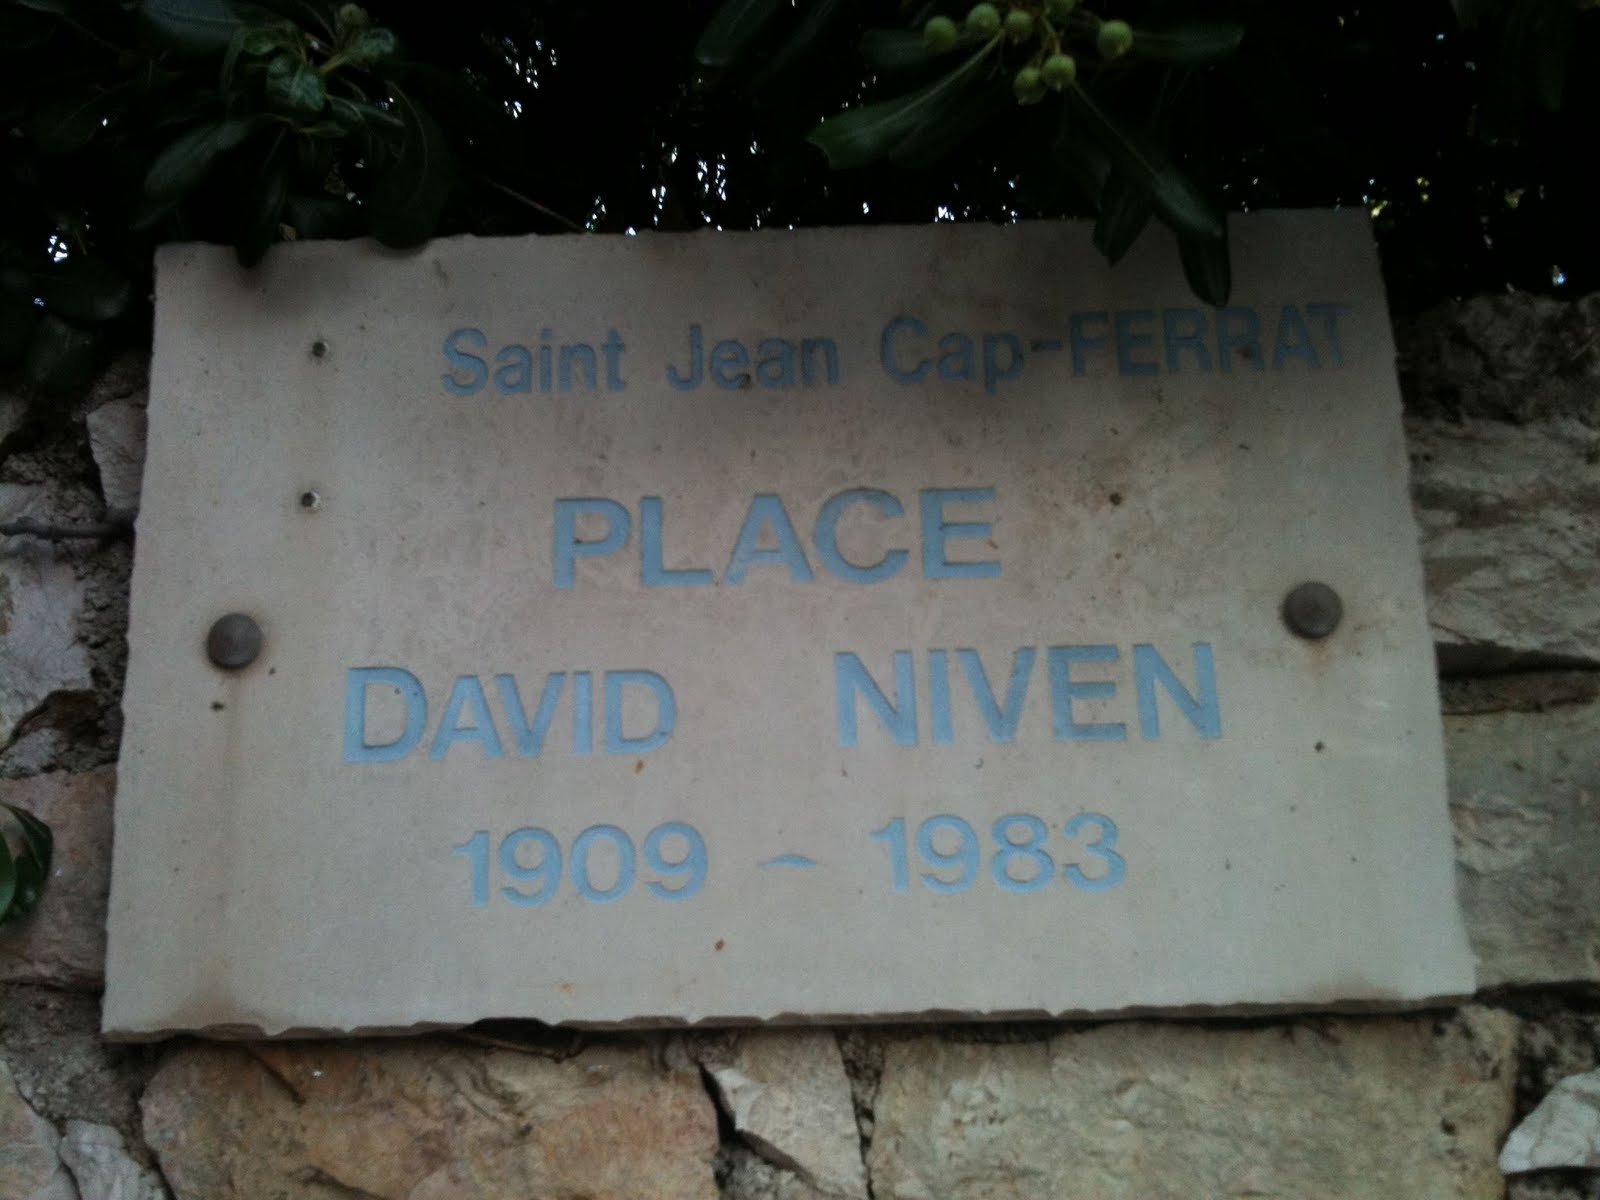 Saint Jean Cap-FERRAT
PLACE
DAVID NIVEN
1909 - 1983